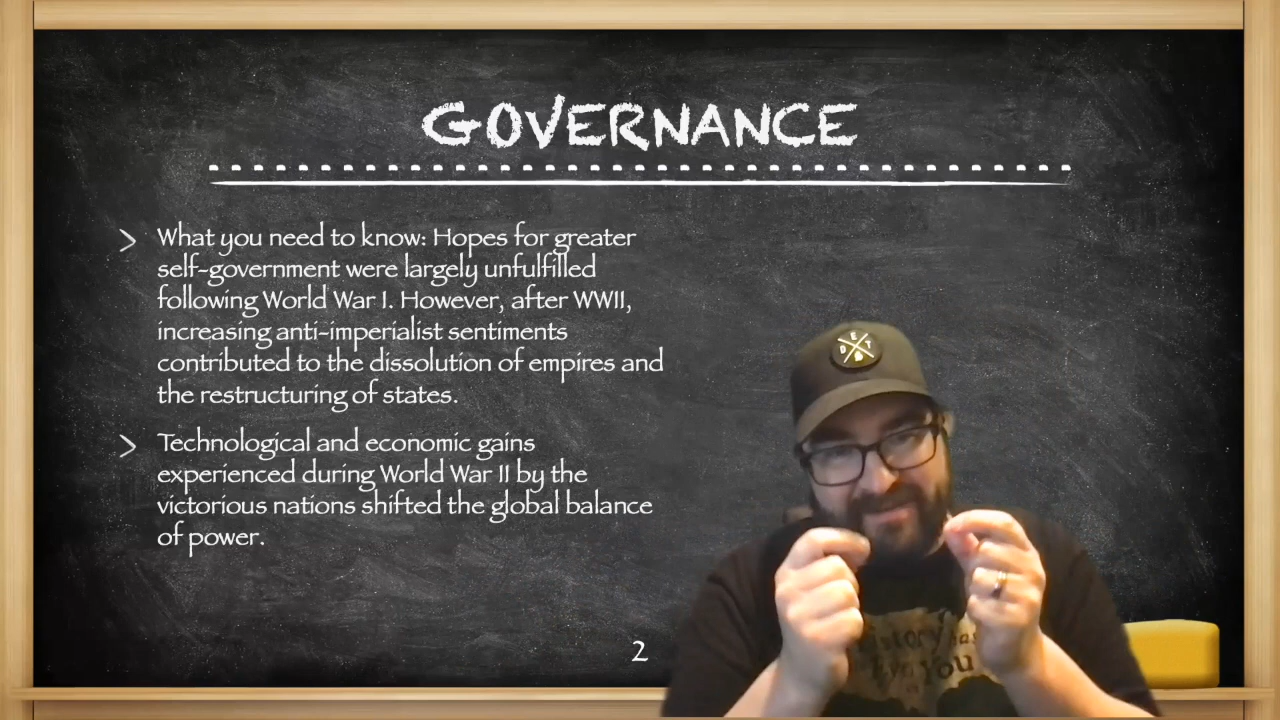 GOVERNANCE
What you need to know: Hopes for greater
self-government were largely unfulfilled
following World War I. However, after WWII,
increasing anti-imperialist sentiments
contributed to the dissolution of empires and
the restructuring of states.
Technological and economic gains
experienced during World War II by the
victorious nations shifted the global balance
of power.
D E T
You
2